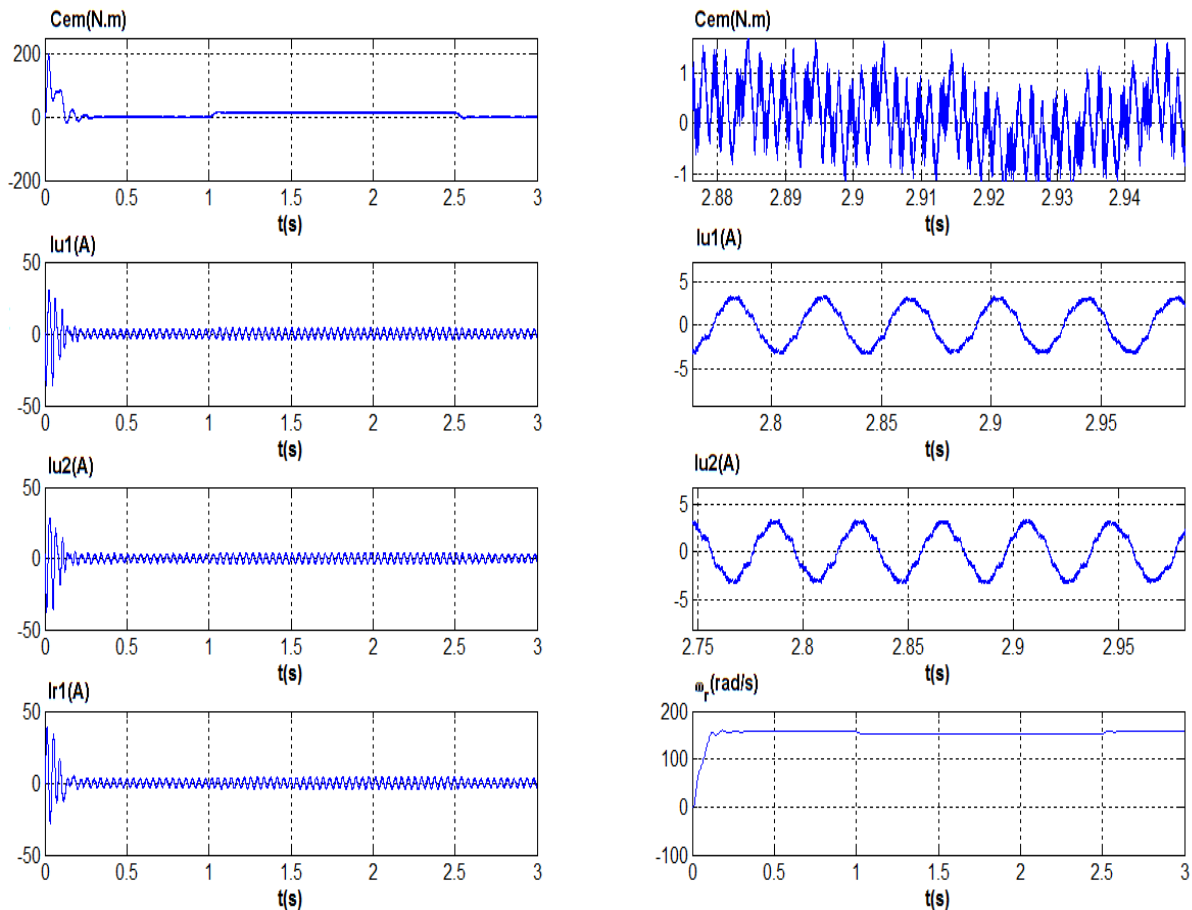 Cem(N.m)
200
0
-200
0 0.5 1 1.5 2 2.5 3
t(s)
Cem(N.m)
1
0
-1
2.88 2.89 2.9 2.91 2.92 2.93 2.94
t(s)
Iu1(A)
50
0
-50
0 0.5 1 1.5 2 2.5 3
t(s)
Iu1(A)
5
0
-5
2.8 2.85 2.9 2.95
t(s)
Iu2(A)
50
0
-50
0 0.5 1 1.5 2 2.5 3
t(s)
Iu2(A)
5
0
-5
2.75 2.8 2.85 2.9 2.95
t(s)
Ir1(A)
50
0
-50
0 0.5 1 1.5 2 2.5 3
t(s)
ωr(rad/s)
200
100
0
-100
0 0.5 1 1.5 2 2.5 3
t(s)